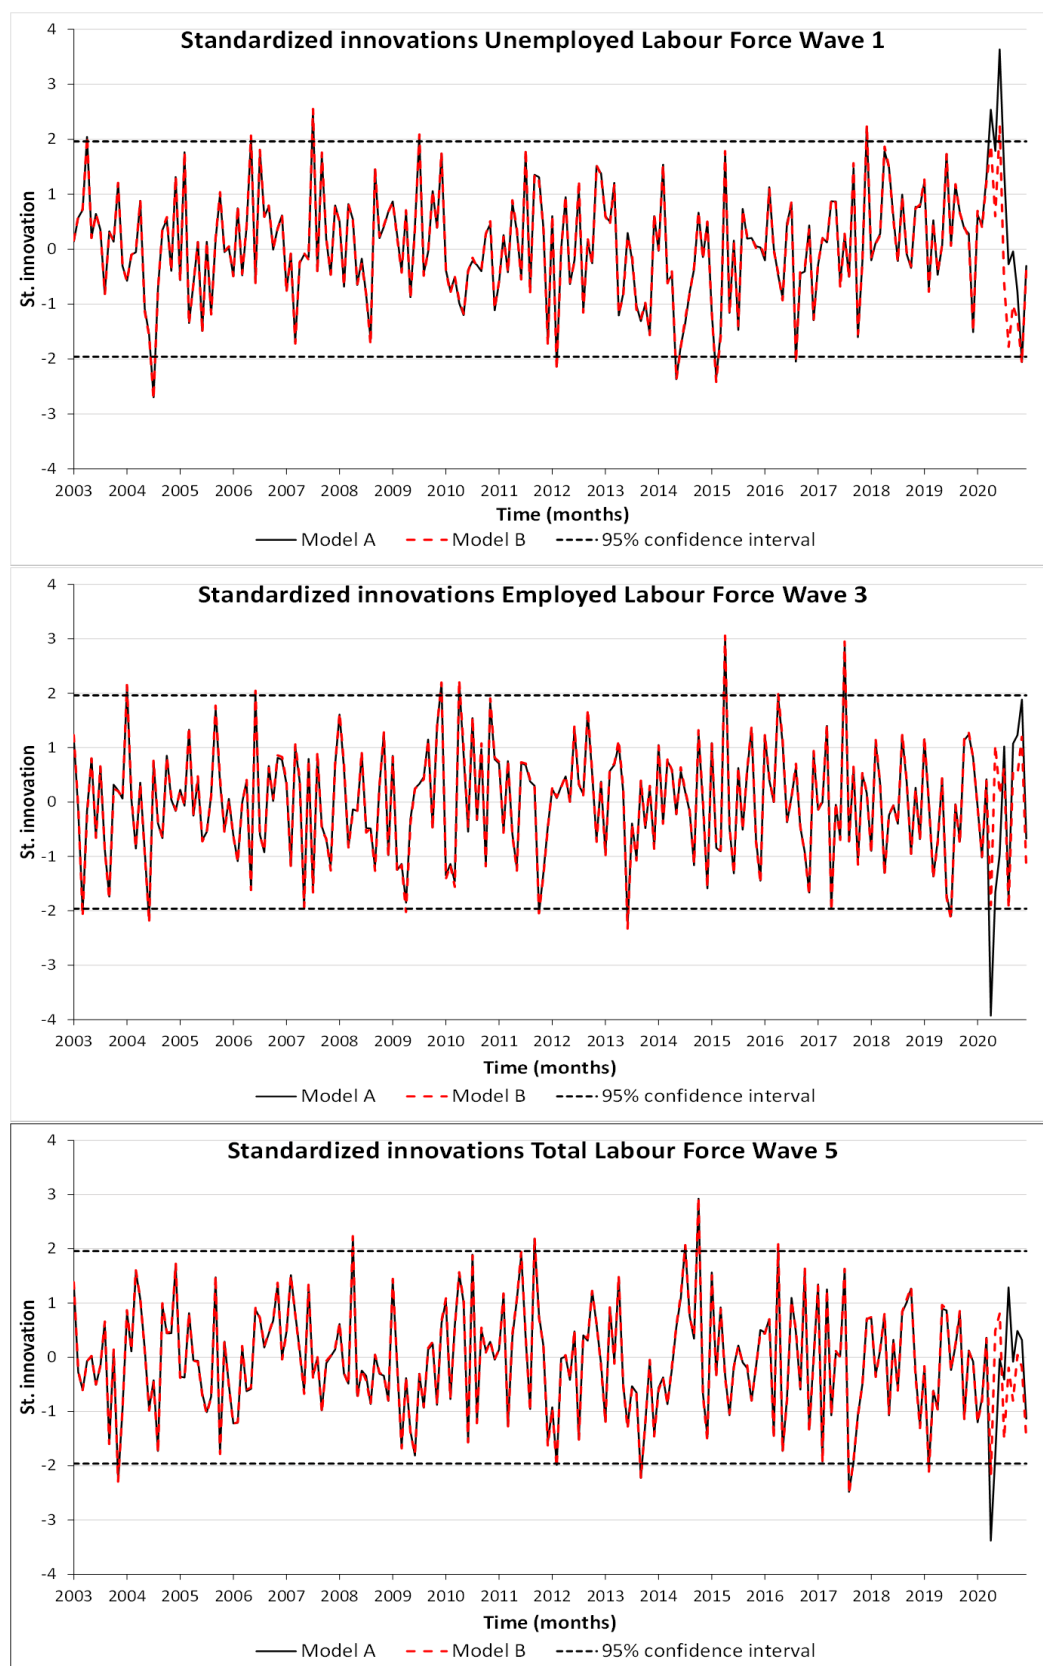 Standardized innovations Unemployed Labour Force Wave 1
St. innovation
4
3
2
1
0
-1
-2
-3
-4
2003 2004 2005 2006 2007 2008 2009 2010 2011 2012 2013 2014 2015 2016 2017 2018 2019 2020
Time (months)
Model A Model B 95% confidence interval
Standardized innovations Employed Labour Force Wave 3
St. innovation
4
3
2
1
0
-1
-2
-3
-4
2003 2004 2005 2006 2007 2008 2009 2010 2011 2012 2013 2014 2015 2016 2017 2018 2019 2020
Time (months)
Model A Model B 95% confidence interval
Standardized innovations Total Labour Force Wave 5
St. innovation
4
3
2
1
0
-1
-2
-3
-4
2003 2004 2005 2006 2007 2008 2009 2010 2011 2012 2013 2014 2015 2016 2017 2018 2019 2020
Time (months)
Model A Model B 95% confidence interval